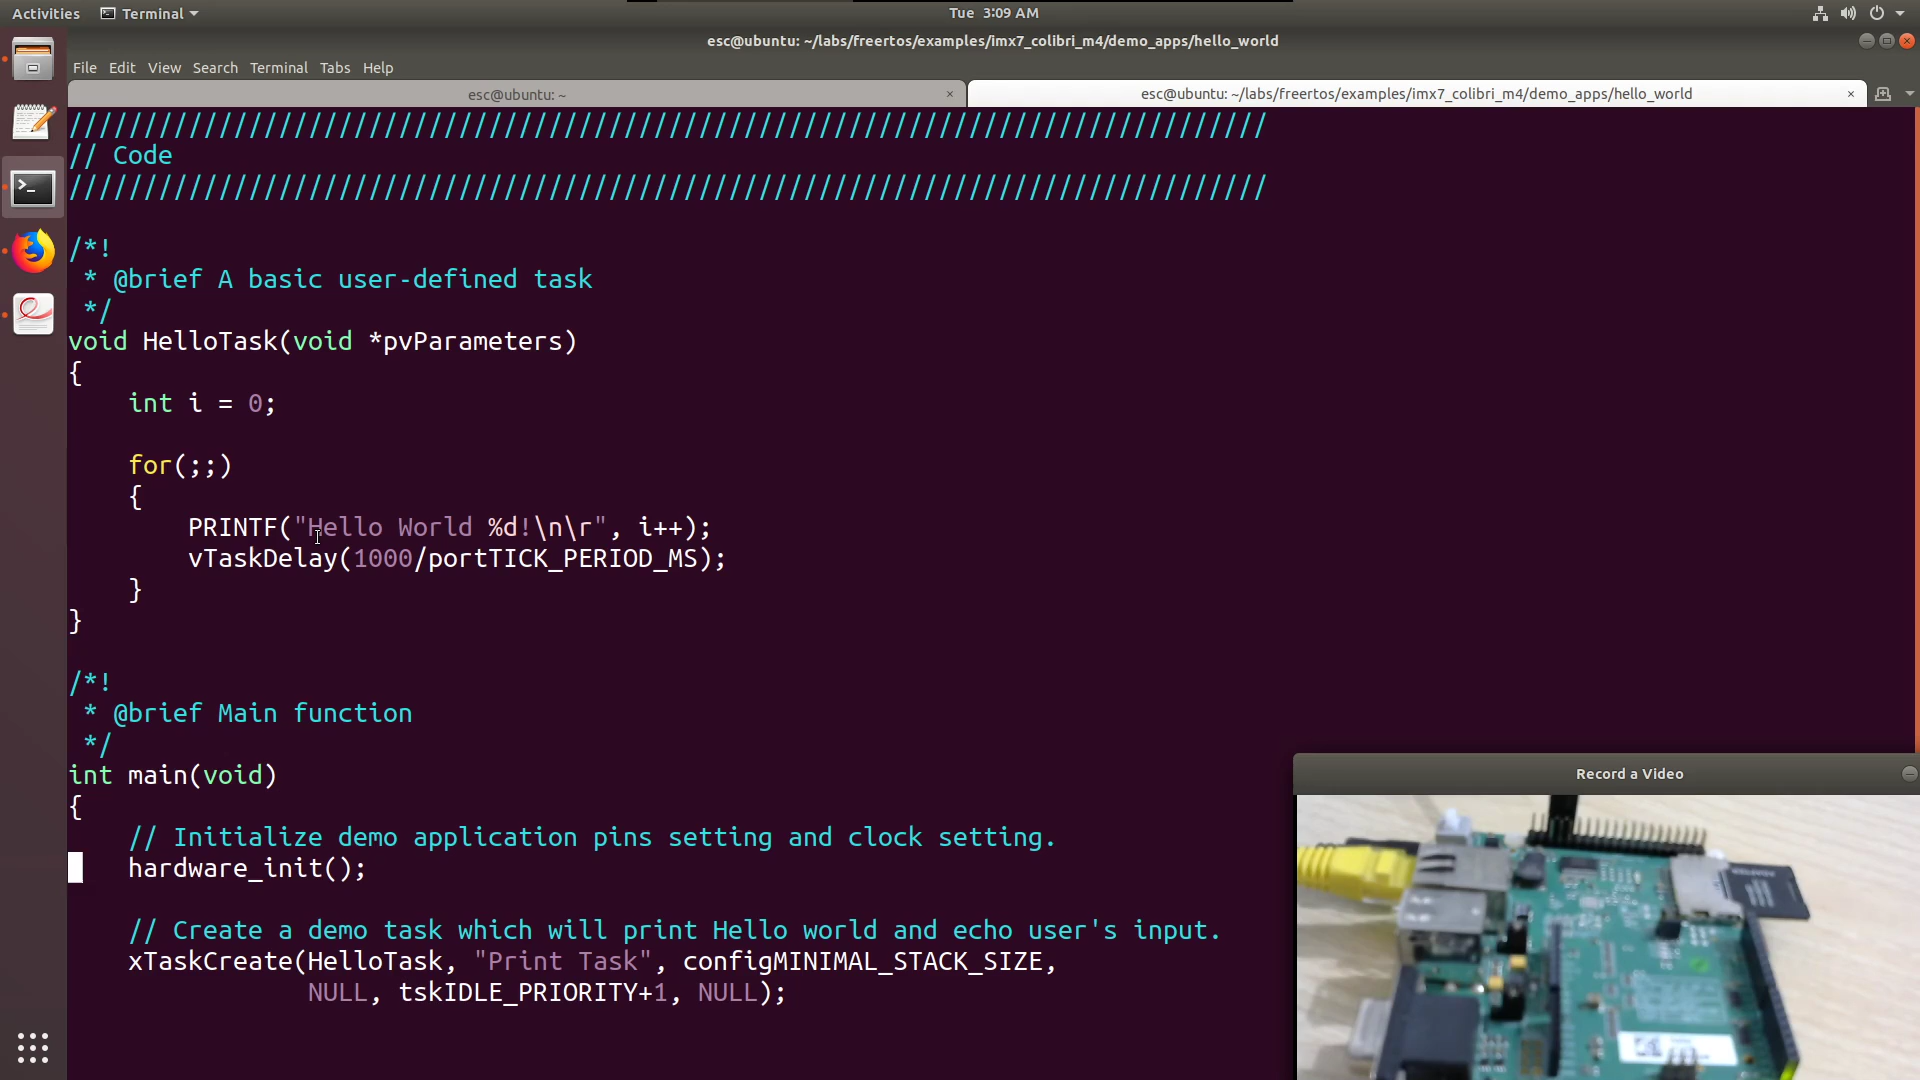 Activities Terminal Tue 3:09 AM
esc@ubuntu: ~/labs/freertos/examples/imx7_colibri_m4/demo_apps/hello_world
File Edit View Search Terminal Tabs Help
esc@ubuntu: ~ × esc@ubuntu: ~/labs/freertos/examples/imx7_colibri_m4/demo_apps/hello_world ×
////////////////////////////////////////////////////////////////////////////////
// Code
////////////////////////////////////////////////////////////////////////////////
/*!
 * @brief A basic user-defined task
 */
void HelloTask(void *pvParameters)
{
    int i = 0;
    for(;;)
    {
        PRINTF("Hello World %d!\n\r", i++);
        vTaskDelay(1000/portTICK_PERIOD_MS);
    }
}
/*!
 * @brief Main function
 */
int main(void)
{
    // Initialize demo application pins setting and clock setting.
    hardware_init();
    // Create a demo task which will print Hello world and echo user's input.
    xTaskCreate(HelloTask, "Print Task", configMINIMAL_STACK_SIZE,
                NULL, tskIDLE_PRIORITY+1, NULL);
Record a Video